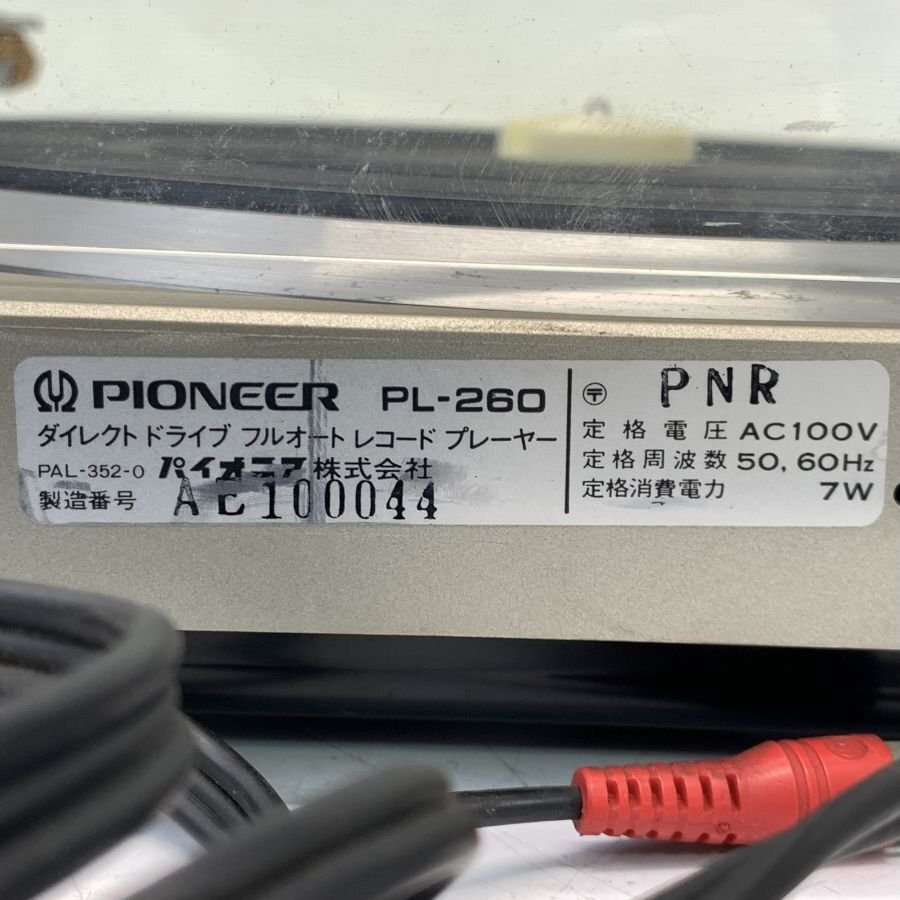 PIONEER PL-260
ダイレクトドライブ フルオートレコード プレーヤー
PAL-352-0 パイオニア株式会社
製造番号 AE100044
〒 PNR
定格電圧 AC100V
定格周波数 50,60Hz
定格消費電力 7W